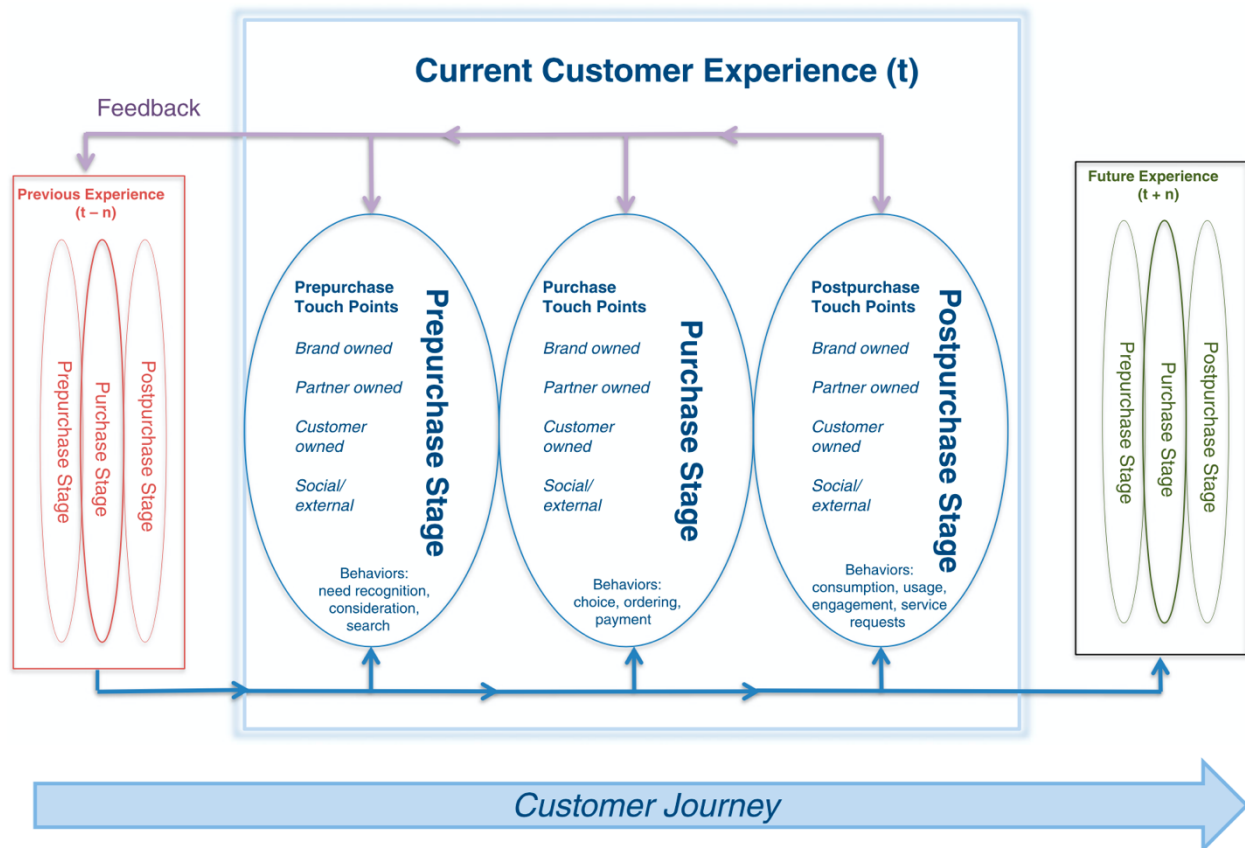 Current Customer Experience (t)
Feedback
Previous Experience
(t – n)
Prepurchase Stage
Purchase Stage
Postpurchase Stage
Prepurchase
Touch Points
Brand owned
Partner owned
Customer
owned
Social/
external
Prepurchase Stage
Behaviors:
need recognition,
consideration,
search
Purchase
Touch Points
Brand owned
Partner owned
Customer
owned
Social/
external
Purchase Stage
Behaviors:
choice, ordering,
payment
Postpurchase
Touch Points
Brand owned
Partner owned
Customer
owned
Social/
external
Postpurchase Stage
Behaviors:
consumption, usage,
engagement, service
requests
Future Experience
(t + n)
Prepurchase Stage
Purchase Stage
Postpurchase Stage
Customer Journey